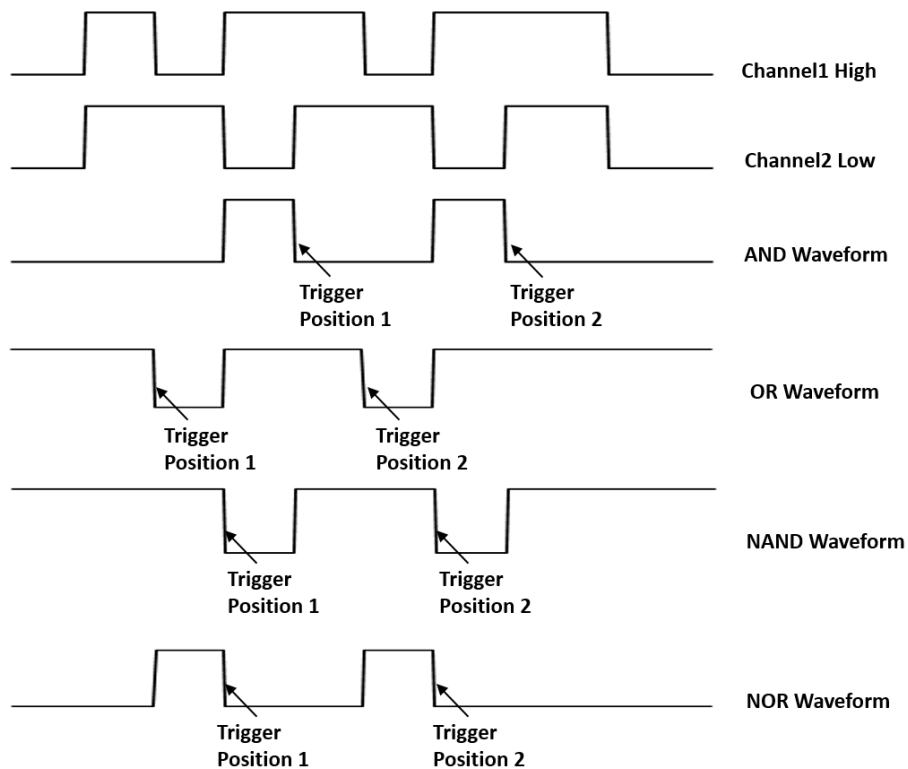 Channel1 High
Channel2 Low
AND Waveform
Trigger
Position 1
Trigger
Position 2
OR Waveform
Trigger
Position 1
Trigger
Position 2
NAND Waveform
Trigger
Position 1
Trigger
Position 2
NOR Waveform
Trigger
Position 1
Trigger
Position 2